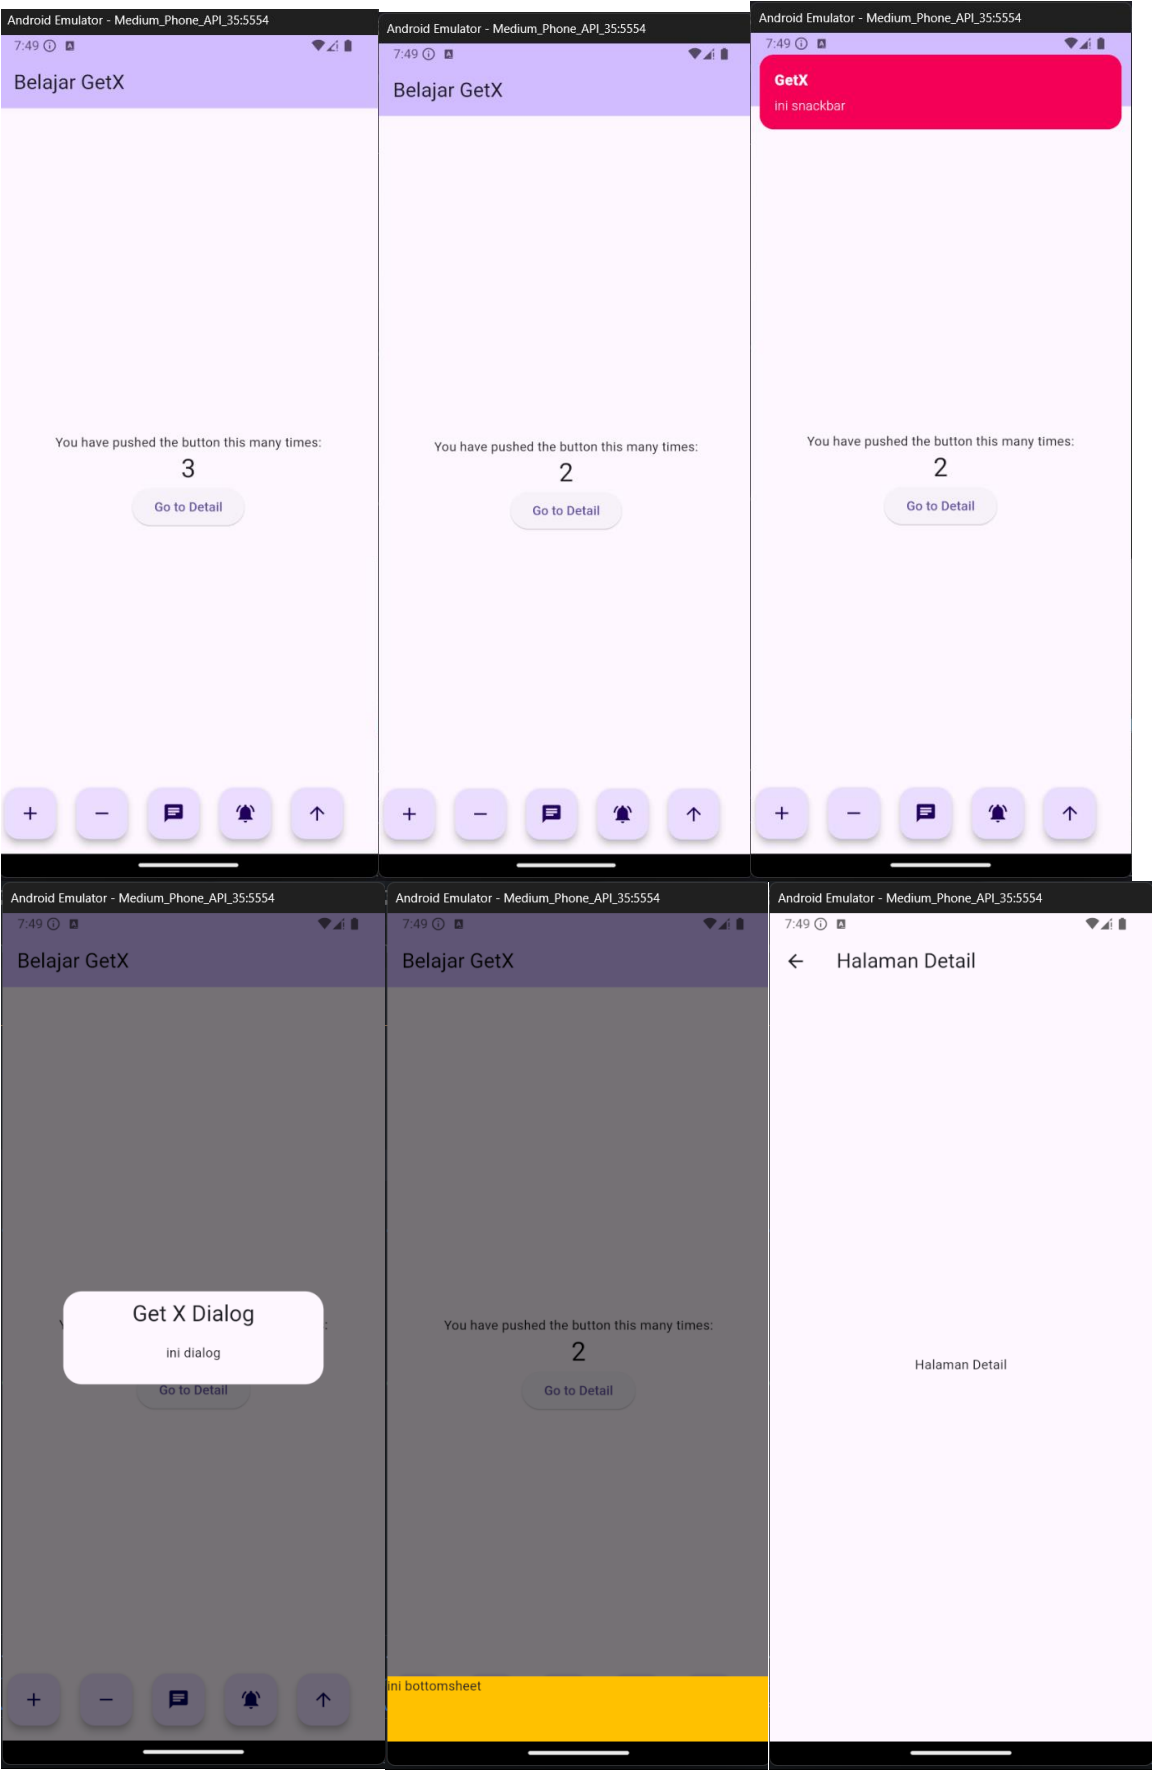 Android Emulator - Medium_Phone_API_35:5554
7:49
Belajar GetX
You have pushed the button this many times:
3
Go to Detail
Android Emulator - Medium_Phone_API_35:5554
7:49
Belajar GetX
You have pushed the button this many times:
2
Go to Detail
Android Emulator - Medium_Phone_API_35:5554
7:49
GetX
ini snackbar
You have pushed the button this many times:
2
Go to Detail
Android Emulator - Medium_Phone_API_35:5554
7:49
Belajar GetX
Get X Dialog
ini dialog
Go to Detail
Android Emulator - Medium_Phone_API_35:5554
7:49
Belajar GetX
You have pushed the button this many times:
2
Go to Detail
ini bottomsheet
Android Emulator - Medium_Phone_API_35:5554
7:49
Halaman Detail
Halaman Detail